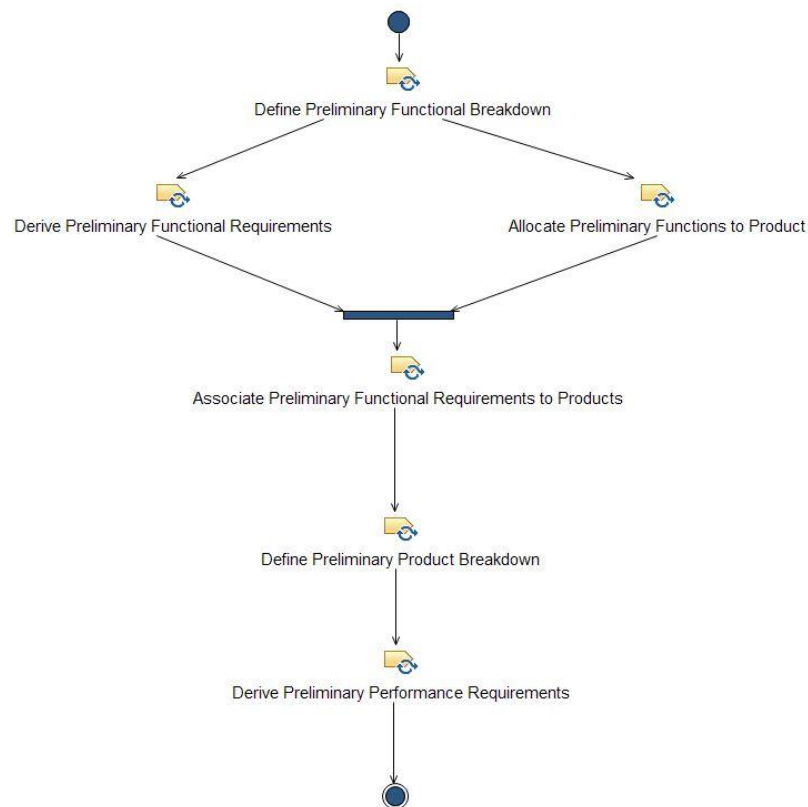 Define Preliminary Functional Breakdown
Derive Preliminary Functional Requirements
Allocate Preliminary Functions to Product
Associate Preliminary Functional Requirements to Products
Define Preliminary Product Breakdown
Derive Preliminary Performance Requirements